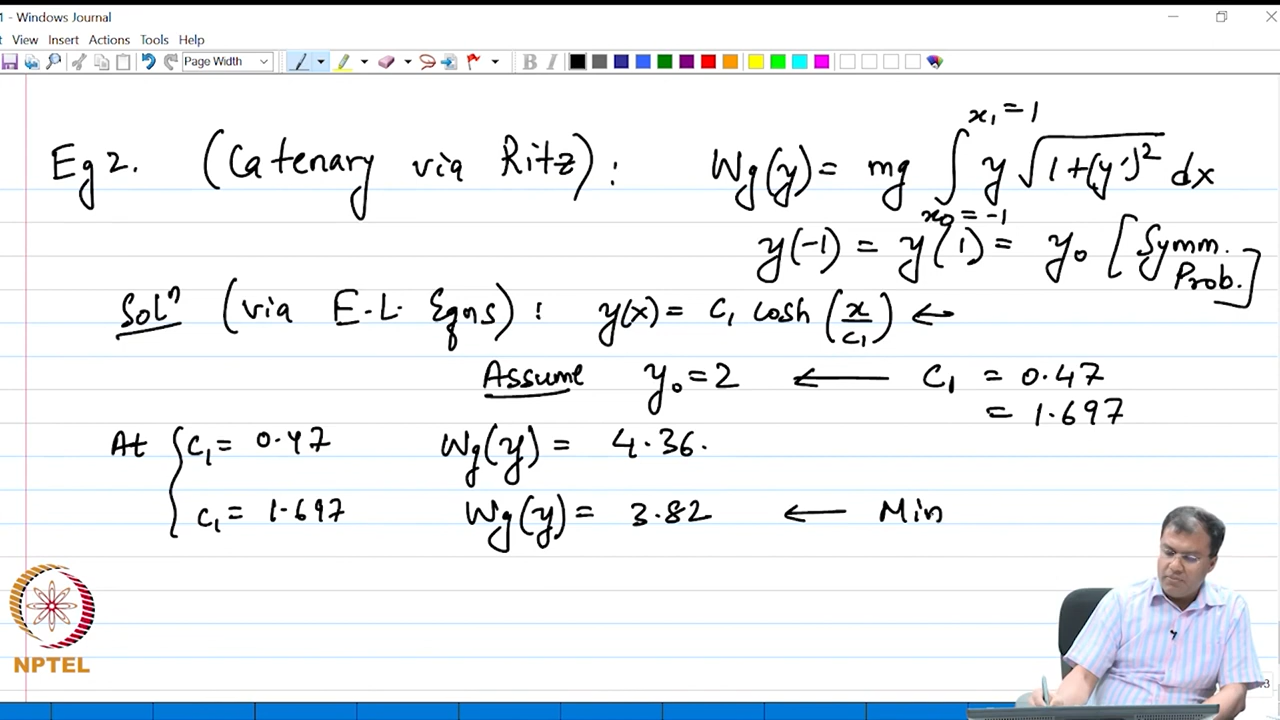 1 - Windows Journal
View Insert Actions Tools Help
Page Width
B I
Eg 2. (Catenary via Ritz) : Wg(y) = mg ∫_{x₀ = -1}^{x₁ = 1} y √(1+(y')²) dx
y(-1) = y(1) = y₀ [Symm. Prob.]
Solⁿ (via E.L. Eqns) : y(x) = c₁ cosh (x/c₁) ←
Assume y₀ = 2 ← C₁ = 0.47
= 1.697
At { c₁ = 0.47 Wg(y) = 4.36.
c₁ = 1.697 Wg(y) = 3.82 ← Min
NPTEL